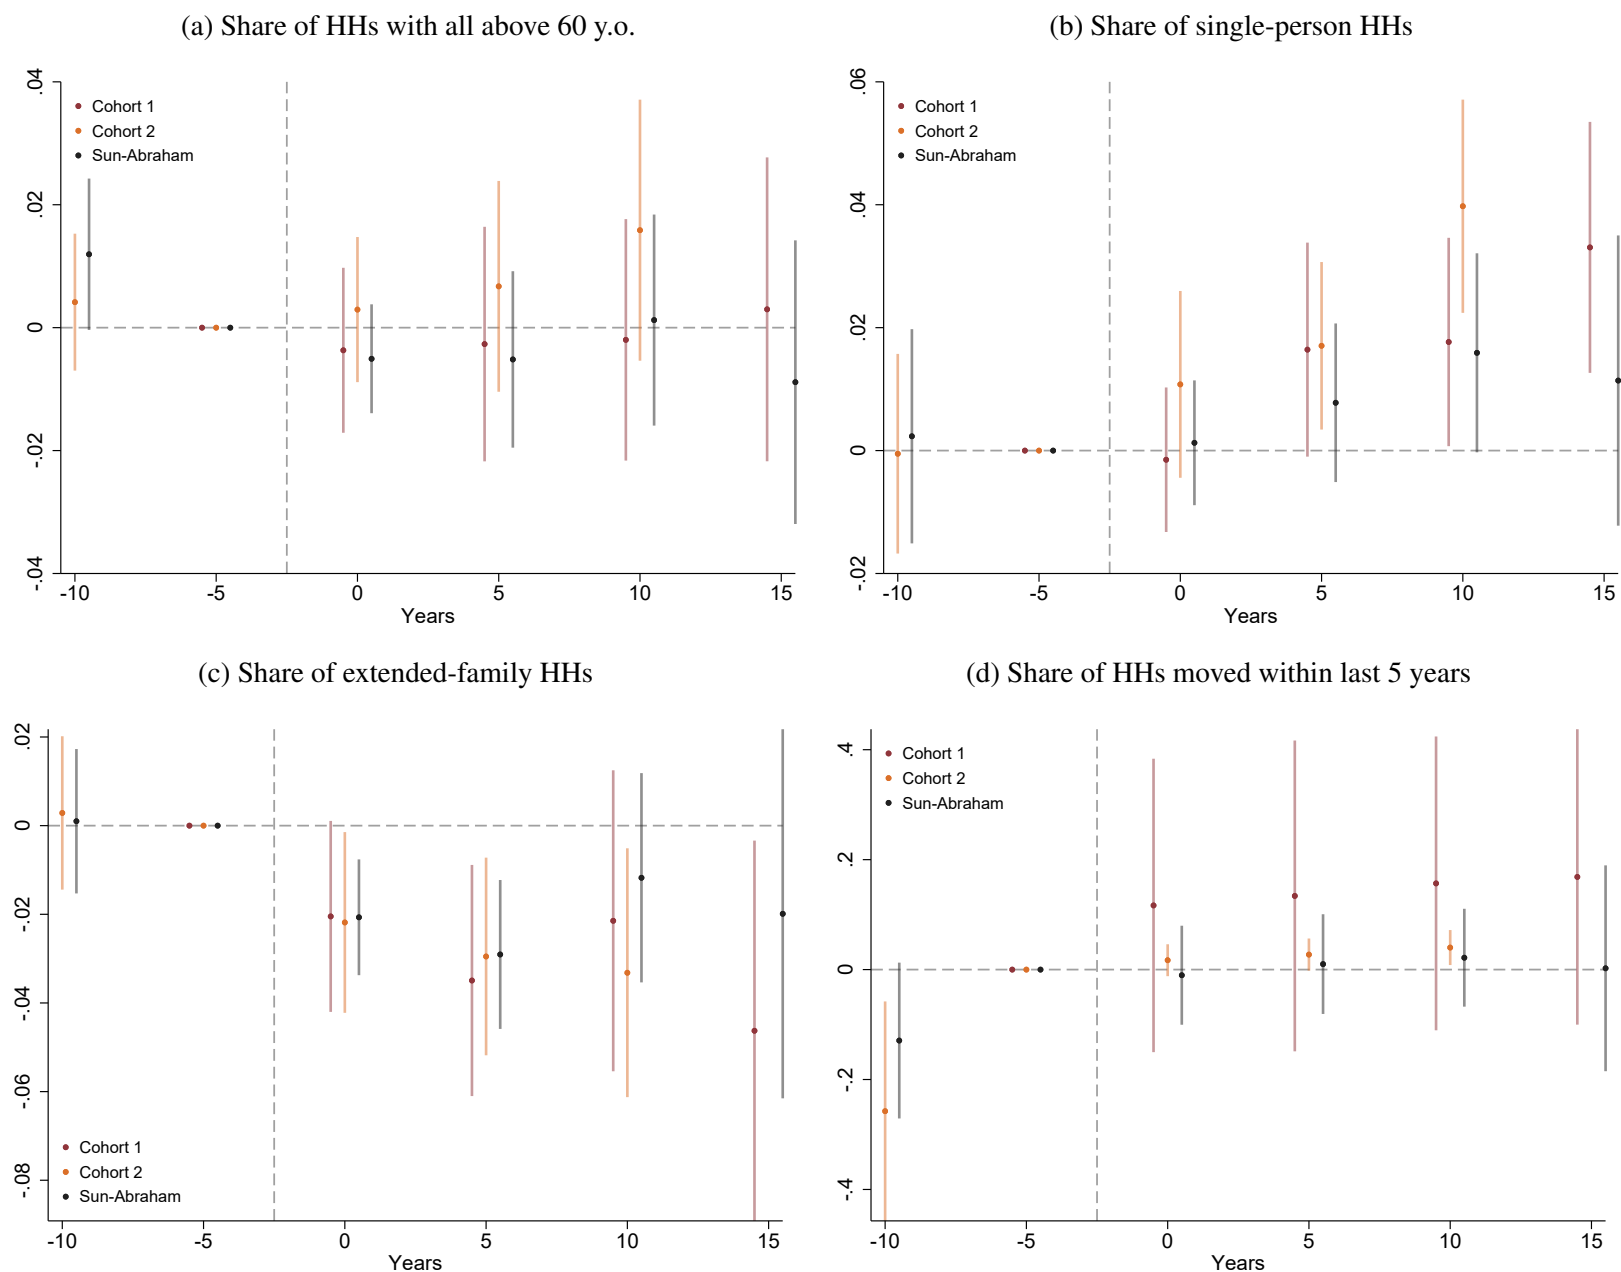 (a) Share of HHs with all above 60 y.o.
.04
.02
0
-.02
-.04
Cohort 1
Cohort 2
Sun-Abraham
-10 -5 0 5 10 15
Years
(b) Share of single-person HHs
.06
.04
.02
0
-.02
Cohort 1
Cohort 2
Sun-Abraham
-10 -5 0 5 10 15
Years
(c) Share of extended-family HHs
.02
0
-.02
-.04
-.06
-.08
Cohort 1
Cohort 2
Sun-Abraham
-10 -5 0 5 10 15
Years
(d) Share of HHs moved within last 5 years
.4
.2
0
-.2
-.4
Cohort 1
Cohort 2
Sun-Abraham
-10 -5 0 5 10 15
Years